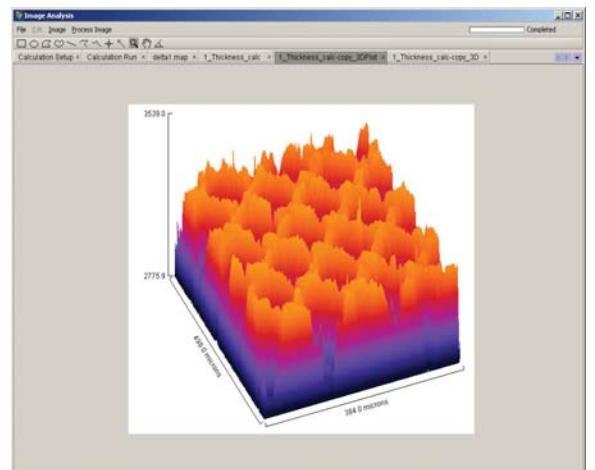 Image Analysis
File Edit Image Process Image
Completed
Calculation Setup × Calculation Run × delta1 map × 1_Thickness_calc × 1_Thickness_calc-copy_3DPlot × 1_Thickness_calc-copy_3D ×
3539.0
2775.9
498.0 microns
384.0 microns